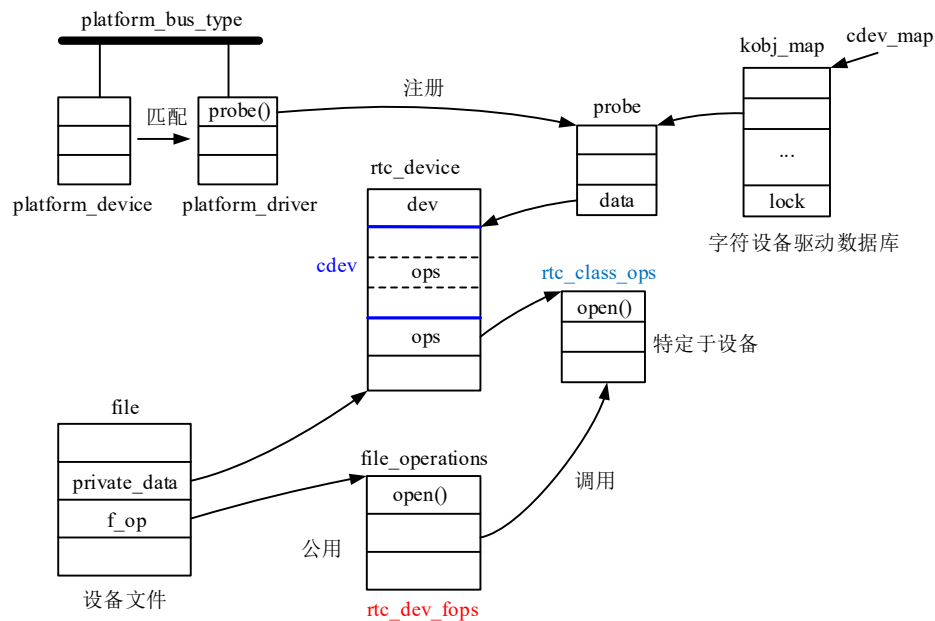 platform_bus_type
cdev_map
kobj_map
注册
probe()
匹配
probe
...
rtc_device
platform_device
platform_driver
dev
data
lock
字符设备驱动数据库
cdev
ops
rtc_class_ops
open()
ops
特定于设备
file
file_operations
private_data
调用
open()
f_op
公用
设备文件
rtc_dev_fops